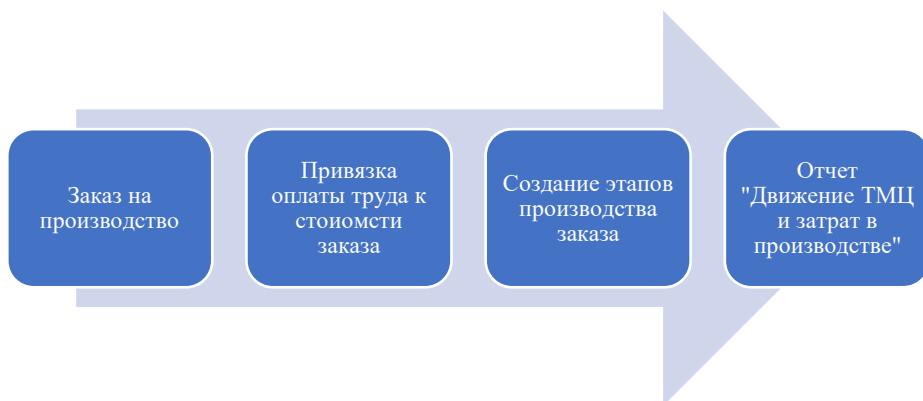 Заказ на
производство
Привязка
оплаты труда к
стоиомсти
заказа
Создание этапов
производства
заказа
Отчет
"Движение ТМЦ
и затрат в
производстве"